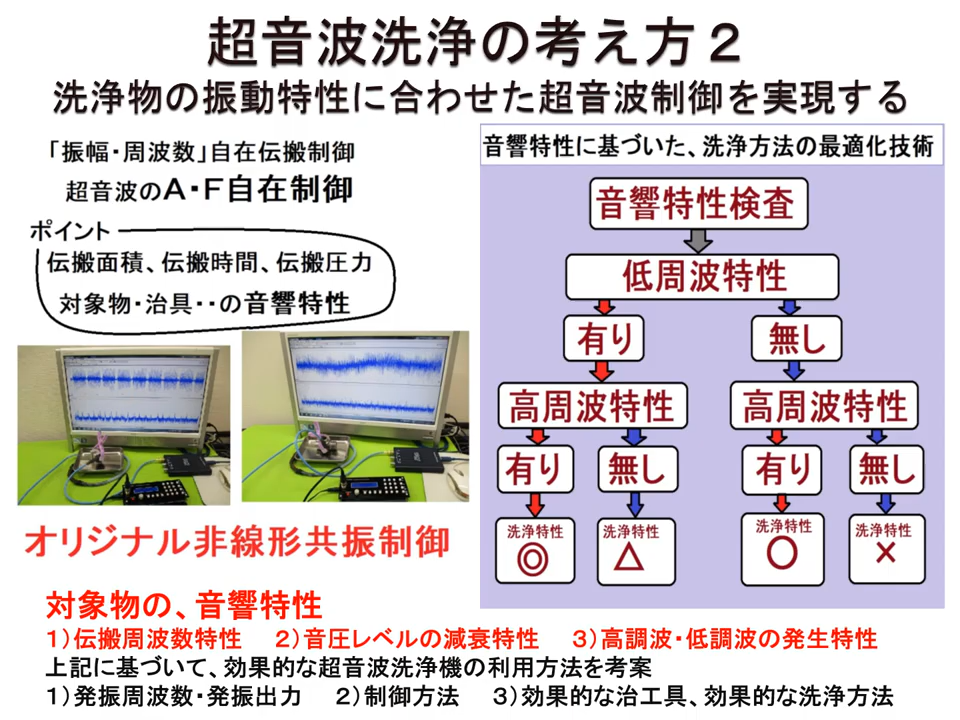 超音波洗浄の考え方２
洗浄物の振動特性に合わせた超音波制御を実現する
「振幅・周波数」自在伝搬制御
超音波のＡ・Ｆ自在制御
ポイント
伝搬面積、伝搬時間、伝搬圧力
対象物・治具・・の音響特性
オリジナル非線形共振制御
音響特性に基づいた、洗浄方法の最適化技術
音響特性検査
低周波特性
有り 無し
高周波特性 高周波特性
有り 無し 有り 無し
洗浄特性 洗浄特性 洗浄特性 洗浄特性
◎ △ ○ ×
対象物の、音響特性
１）伝搬周波数特性 ２）音圧レベルの減衰特性 ３）高調波・低調波の発生特性
上記に基づいて、効果的な超音波洗浄機の利用方法を考案
１）発振周波数・発振出力 ２）制御方法 ３）効果的な治工具、効果的な洗浄方法